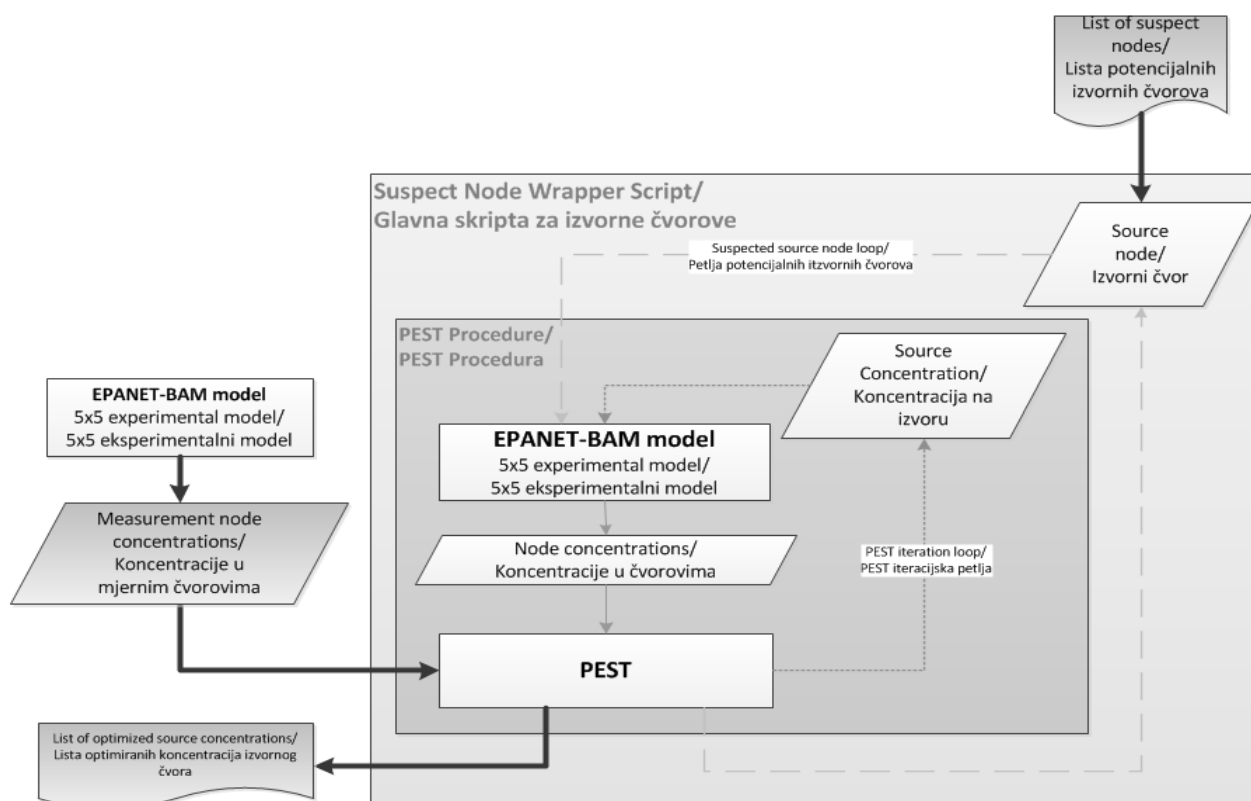 List of suspect
nodes/
Lista potencijalnih
izvornih čvorova
Suspect Node Wrapper Script/
Glavna skripta za izvorne čvorove
Source
node/
Izvorni čvor
Suspected source node loop/
Petlja potencijalnih itzvornih čvorova
PEST Procedure/
PEST Procedura
Source
Concentration/
Koncentracija na
izvoru
EPANET-BAM model
5x5 experimental model/
5x5 eksperimentalni model
EPANET-BAM model
5x5 experimental model/
5x5 eksperimentalni model
Measurement node
concentrations/
Koncentracije u
mjernim čvorovima
Node concentrations/
Koncentracije u čvorovima
PEST iteration loop/
PEST iteracijska petlja
PEST
List of optimized source concentrations/
Lista optimiranih koncentracija izvornog
čvora